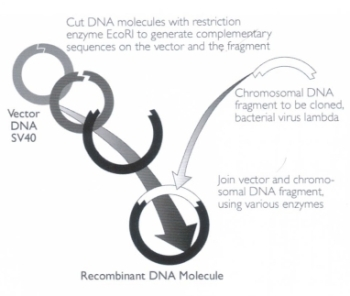 Cut DNA molecules with restriction
enzyme EcoRI to generate complementary
sequences on the vector and the fragment
Vector
DNA
SV40
Chromosomal DNA
fragment to be cloned,
bacterial virus lambda
Join vector and chromo-
somal DNA fragment,
using various enzymes
Recombinant DNA Molecule